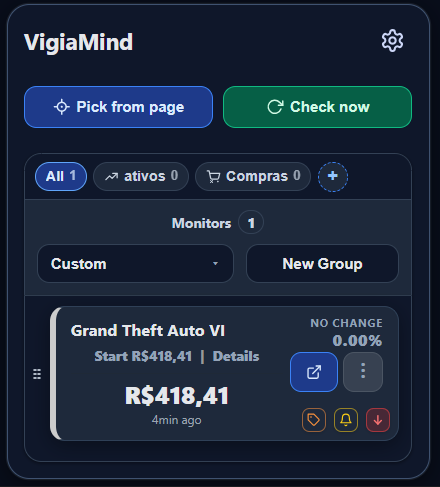 VigiaMind
Pick from page
Check now
All 1
ativos 0
Compras 0
+
Monitors 1
Custom
New Group
Grand Theft Auto VI
NO CHANGE
0.00%
Start R$418,41 | Details
R$418,41
4min ago